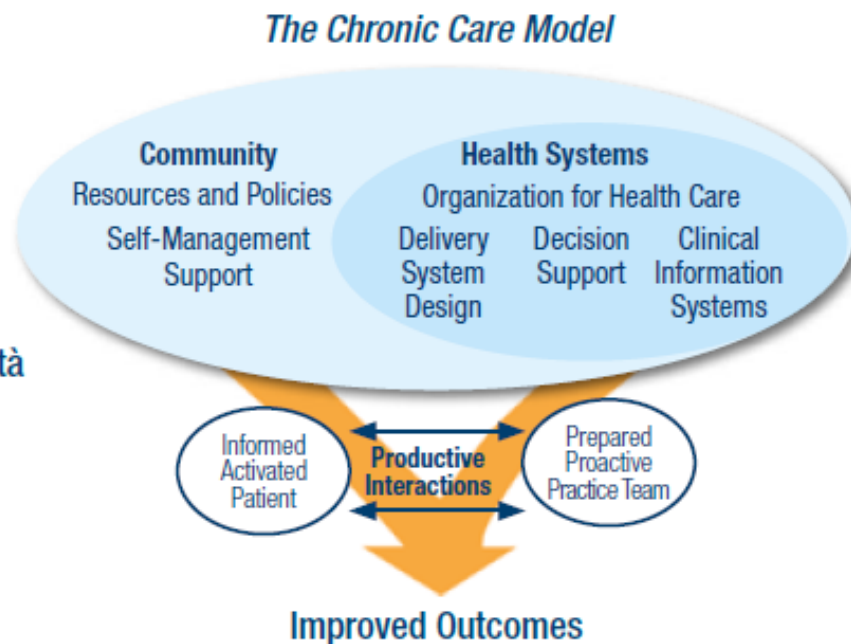 The Chronic Care Model
Community
Resources and Policies
Self-Management
Support
Health Systems
Organization for Health Care
Delivery
System
Design
Decision
Support
Clinical
Information
Systems
tà
Informed
Activated
Patient
Productive
Interactions
Prepared
Proactive
Practice Team
Improved Outcomes